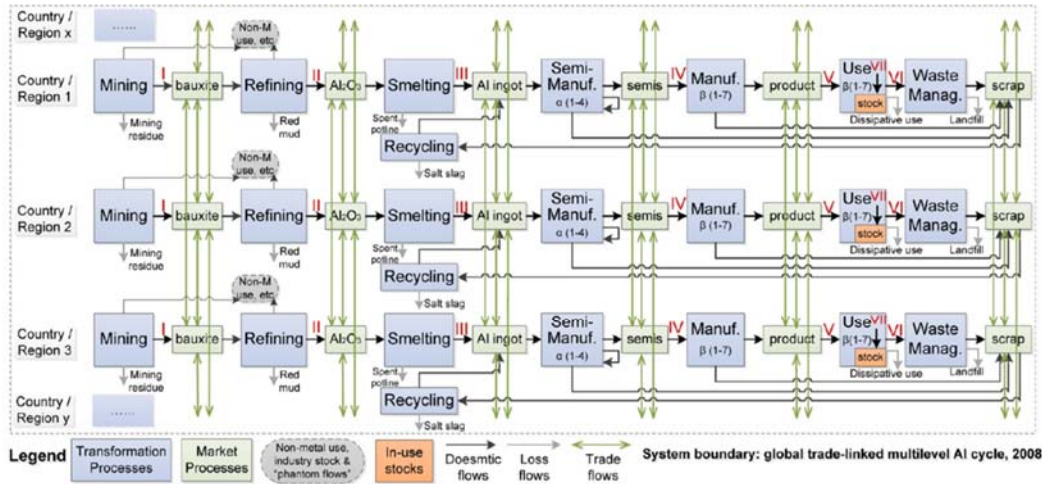 Country /
Region x
......
Non-M
use, etc
Country /
Region 1
Mining
I
bauxite
Refining
II
Al₂O₃
Smelting
III
Al ingot
Semi-
Manuf.
α (1-4)
semis
IV
Manuf.
β (1-7)
product
V
Use
VII
β(1-7)
stock
VI
Waste
Manag.
scrap
Mining
residue
Red
mud
Spent
potline
Recycling
Salt slag
Dissipative use
Landfill
Non-M
use, etc
Country /
Region 2
Mining
I
bauxite
Refining
II
Al₂O₃
Smelting
III
Al ingot
Semi-
Manuf.
α (1-4)
semis
IV
Manuf.
β (1-7)
product
V
Use
VII
β(1-7)
stock
VI
Waste
Manag.
scrap
Mining
residue
Red
mud
Spent
potline
Recycling
Salt slag
Dissipative use
Landfill
Non-M
use, etc
Country /
Region 3
Mining
I
bauxite
Refining
II
Al₂O₃
Smelting
III
Al ingot
Semi-
Manuf.
α (1-4)
semis
IV
Manuf.
β (1-7)
product
V
Use
VII
β(1-7)
stock
VI
Waste
Manag.
scrap
Mining
residue
Red
mud
Spent
potline
Recycling
Salt slag
Dissipative use
Landfill
Country /
Region y
......
Legend
Transformation
Processes
Market
Processes
Non-metal use,
industry stock &
"phantom flows"
In-use
stocks
Doesmtic
flows
Loss
flows
Trade
flows
System boundary: global trade-linked multilevel Al cycle, 2008